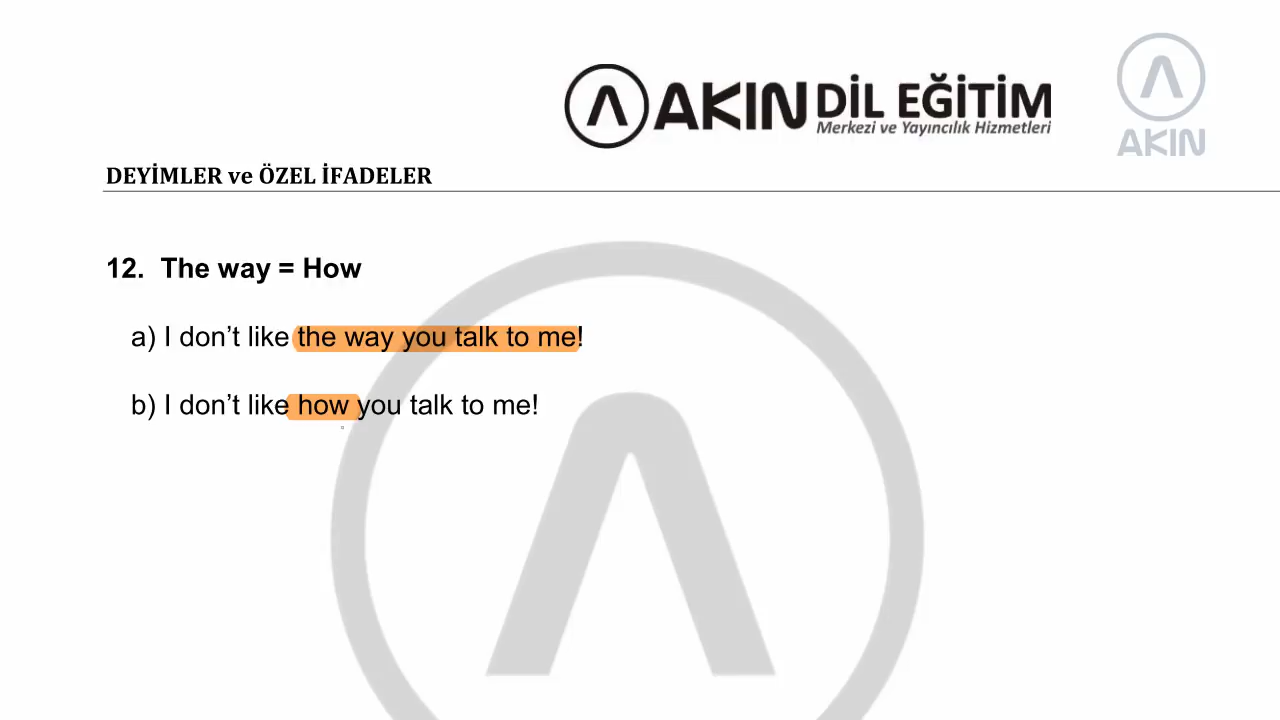 AKIN DİL EĞİTİM
Merkezi ve Yayıncılık Hizmetleri
AKIN
DEYİMLER ve ÖZEL İFADELER
12. The way = How
a) I don’t like the way you talk to me!
b) I don’t like how you talk to me!